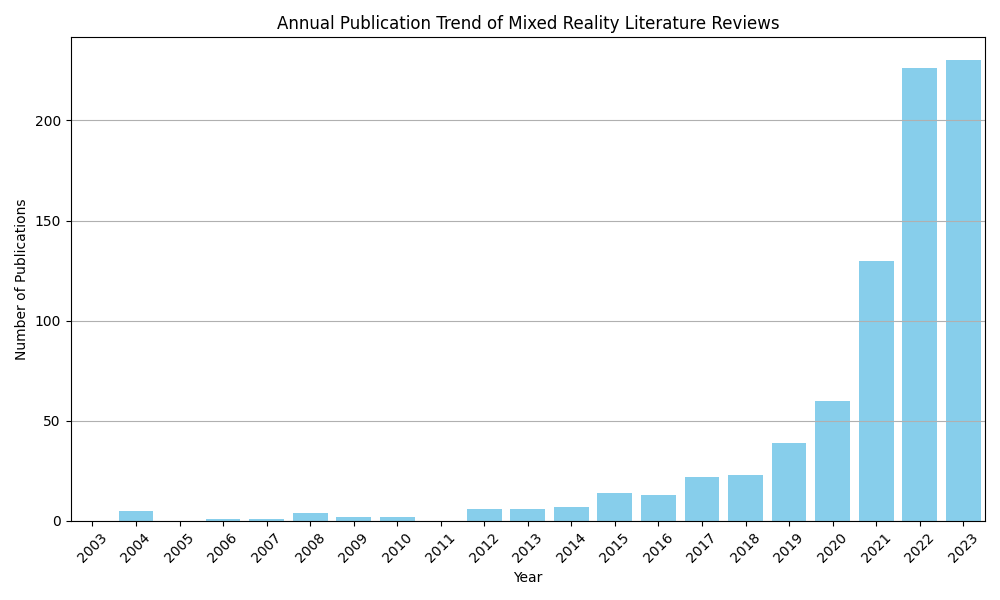 Annual Publication Trend of Mixed Reality Literature Reviews
Number of Publications
200
150
100
50
0
2003 2004 2005 2006 2007 2008 2009 2010 2011 2012 2013 2014 2015 2016 2017 2018 2019 2020 2021 2022 2023
Year